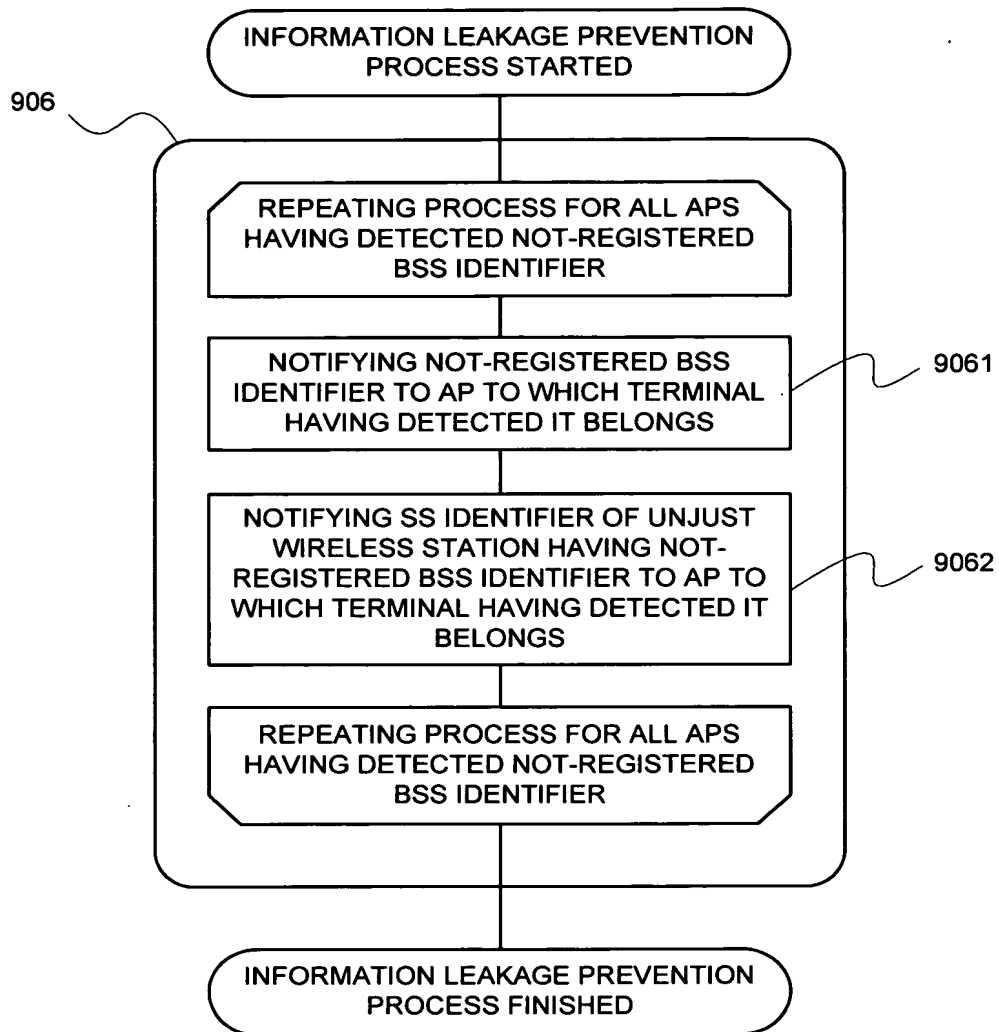 INFORMATION LEAKAGE PREVENTION
PROCESS STARTED
906
REPEATING PROCESS FOR ALL APS
HAVING DETECTED NOT-REGISTERED
BSS IDENTIFIER
NOTIFYING NOT-REGISTERED BSS
IDENTIFIER TO AP TO WHICH TERMINAL
HAVING DETECTED IT BELONGS
9061
NOTIFYING SS IDENTIFIER OF UNJUST
WIRELESS STATION HAVING NOT-
REGISTERED BSS IDENTIFIER TO AP TO
WHICH TERMINAL HAVING DETECTED IT
BELONGS
9062
REPEATING PROCESS FOR ALL APS
HAVING DETECTED NOT-REGISTERED
BSS IDENTIFIER
INFORMATION LEAKAGE PREVENTION
PROCESS FINISHED